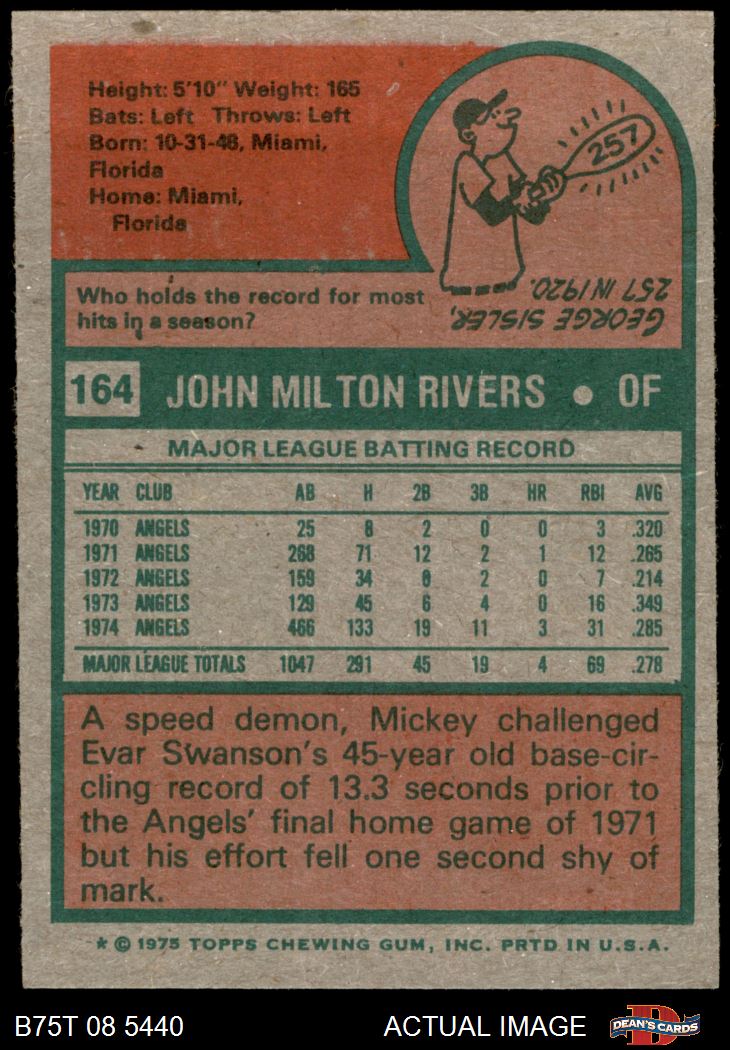 Height: 5'10" Weight: 165
Bats: Left Throws: Left
Born: 10-31-48, Miami,
Florida
Home: Miami,
Florida
257
Who holds the record for most
hits in a season?
GEORGE SISLER,
257 IN 1920.
164 JOHN MILTON RIVERS • OF
MAJOR LEAGUE BATTING RECORD
YEAR CLUB AB H 2B 3B HR RBI AVG
1970 ANGELS 25 8 2 0 0 3 .320
1971 ANGELS 268 71 12 2 1 12 .265
1972 ANGELS 159 34 6 2 0 7 .214
1973 ANGELS 129 45 6 4 0 16 .349
1974 ANGELS 466 133 19 11 3 31 .285
MAJOR LEAGUE TOTALS 1047 291 45 19 4 69 .278
A speed demon, Mickey challenged
Evar Swanson's 45-year old base-cir-
cling record of 13.3 seconds prior to
the Angels' final home game of 1971
but his effort fell one second shy of
mark.
* © 1975 TOPPS CHEWING GUM, INC. PRTD IN U.S.A.
B75T 08 5440 ACTUAL IMAGE DEAN'S CARDS